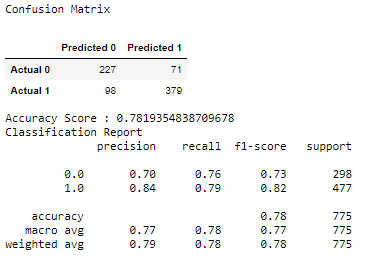 Confusion Matrix
Predicted 0 Predicted 1
Actual 0 227 71
Actual 1 98 379
Accuracy Score : 0.7819354838709678
Classification Report
precision recall f1-score support
0.0 0.70 0.76 0.73 298
1.0 0.84 0.79 0.82 477
accuracy 0.78 775
macro avg 0.77 0.78 0.77 775
weighted avg 0.79 0.78 0.78 775